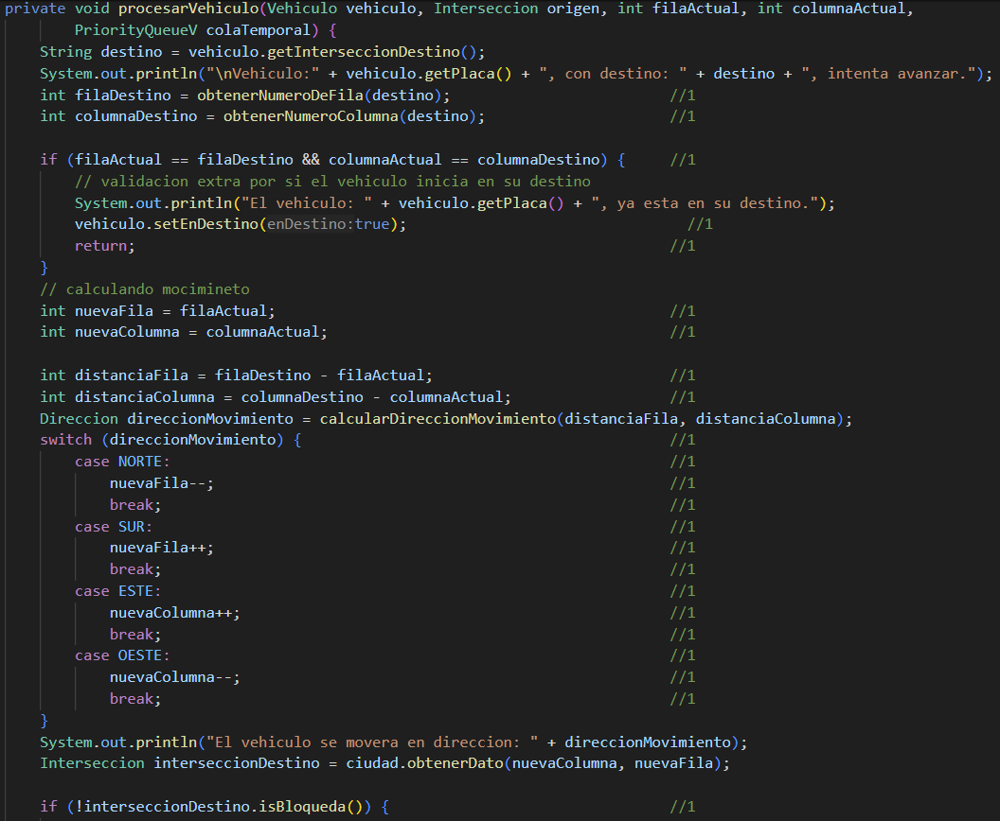 private void procesarVehiculo(Vehiculo vehiculo, Interseccion origen, int filaActual, int columnaActual,
        PriorityQueueV colaTemporal) {
    String destino = vehiculo.getInterseccionDestino();
    System.out.println("\nVehiculo:" + vehiculo.getPlaca() + ", con destino: " + destino + ", intenta avanzar.");
    int filaDestino = obtenerNumeroDeFila(destino);                         //1
    int columnaDestino = obtenerNumeroColumna(destino);                     //1

    if (filaActual == filaDestino && columnaActual == columnaDestino) {     //1
        // validacion extra por si el vehiculo inicia en su destino
        System.out.println("El vehiculo: " + vehiculo.getPlaca() + ", ya esta en su destino.");
        vehiculo.setEnDestino(enDestino:true);                                //1
        return;                                                             //1
    }
    // calculando mocimineto
    int nuevaFila = filaActual;                                             //1
    int nuevaColumna = columnaActual;                                       //1

    int distanciaFila = filaDestino - filaActual;                           //1
    int distanciaColumna = columnaDestino - columnaActual;                  //1
    Direccion direccionMovimiento = calcularDireccionMovimiento(distanciaFila, distanciaColumna);
    switch (direccionMovimiento) {                                          //1
        case NORTE:                                                         //1
            nuevaFila--;                                                    //1
            break;                                                          //1
        case SUR:                                                           //1
            nuevaFila++;                                                    //1
            break;                                                          //1
        case ESTE:                                                          //1
            nuevaColumna++;                                                 //1
            break;                                                          //1
        case OESTE:                                                         //1
            nuevaColumna--;                                                 //1
            break;                                                          //1
    }
    System.out.println("El vehiculo se movera en direccion: " + direccionMovimiento);
    Interseccion interseccionDestino = ciudad.obtenerDato(nuevaColumna, nuevaFila);

    if (!interseccionDestino.isBloqueda()) {                                //1